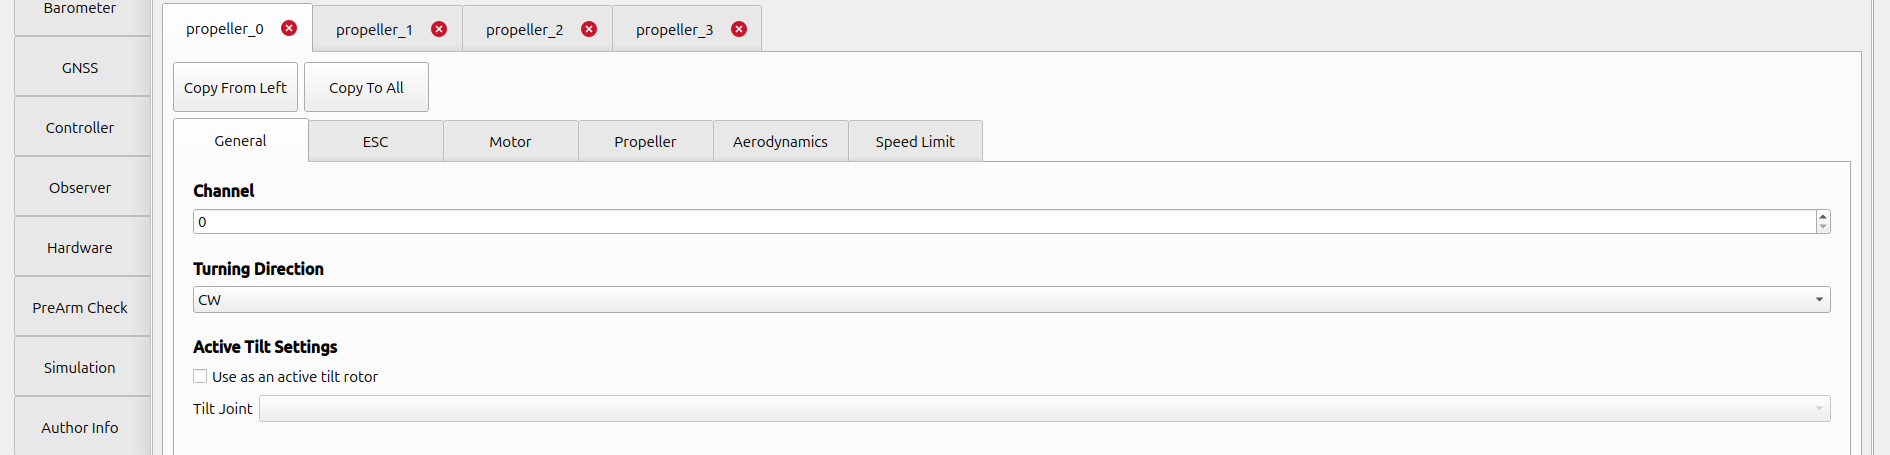 Barometer
GNSS
Controller
Observer
Hardware
PreArm Check
Simulation
Author Info
propeller_0 propeller_1 propeller_2 propeller_3
Copy From Left Copy To All
General ESC Motor Propeller Aerodynamics Speed Limit
Channel
0
Turning Direction
CW
Active Tilt Settings
Use as an active tilt rotor
Tilt Joint